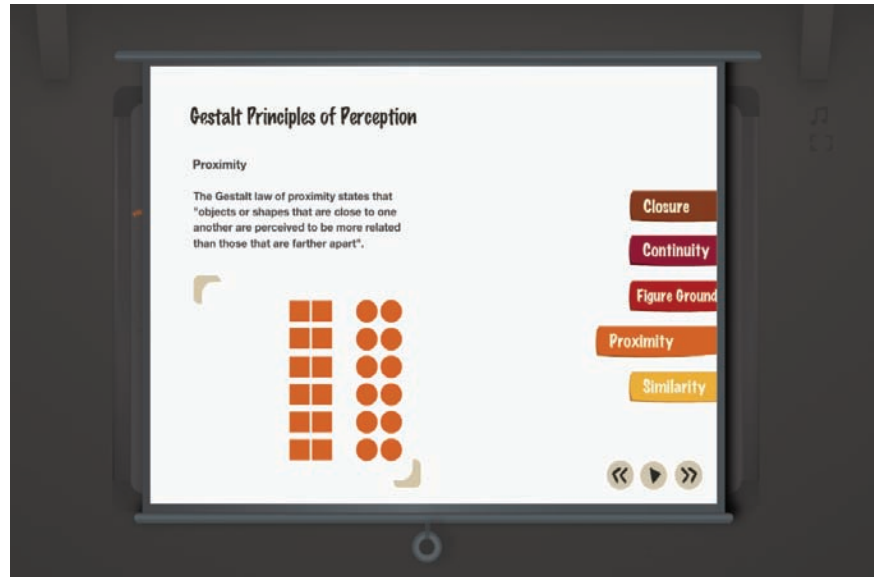 Gestalt Principles of Perception
Proximity
The Gestalt law of proximity states that
"objects or shapes that are close to one
another are perceived to be more related
than those that are farther apart".
Closure
Continuity
Figure Ground
Proximity
Similarity